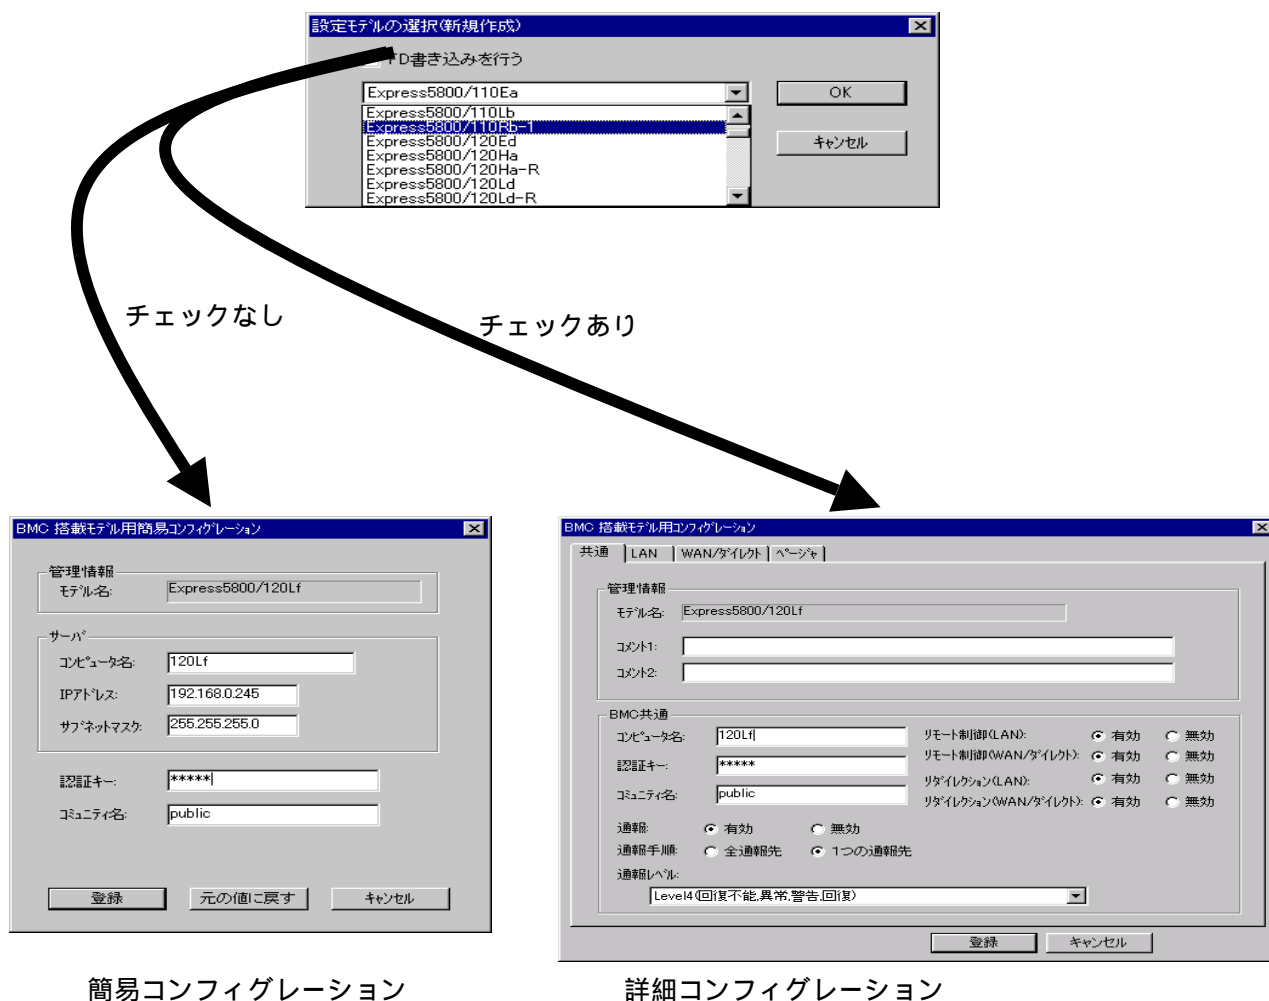 設定モデルの選択(新規作成)
FD書き込みを行う
Express5800/110Ea
OK
Express5800/110Lb
Express5800/110Rb-1
Express5800/120Ed
キャンセル
Express5800/120Ha
Express5800/120Ha-R
Express5800/120Ld
Express5800/120Ld-R
チェックなし
チェックあり
BMC 搭載モデル用簡易コンフィグレーション
管理情報
モデル名: Express5800/120Lf
サーバ
コンピュータ名: 120Lf
IPアドレス: 192.168.0.245
サブネットマスク: 255.255.255.0
認証キー: *****
コミュニティ名: public
登録 元の値に戻す キャンセル
簡易コンフィグレーション
BMC 搭載モデル用コンフィグレーション
共通 LAN WAN/ダイレクト ページャ
管理情報
モデル名: Express5800/120Lf
コメント1:
コメント2:
BMC共通
コンピュータ名: 120Lf リモート制御(LAN): 有効 無効
リモート制御(WAN/ダイレクト): 有効 無効
認証キー: *****
リダイレクション(LAN): 有効 無効
コミュニティ名: public リダイレクション(WAN/ダイレクト): 有効 無効
通報: 有効 無効
通報手順: 全通報先 1つの通報先
通報レベル:
Level4(回復不能,異常,警告,回復)
登録 キャンセル
詳細コンフィグレーション